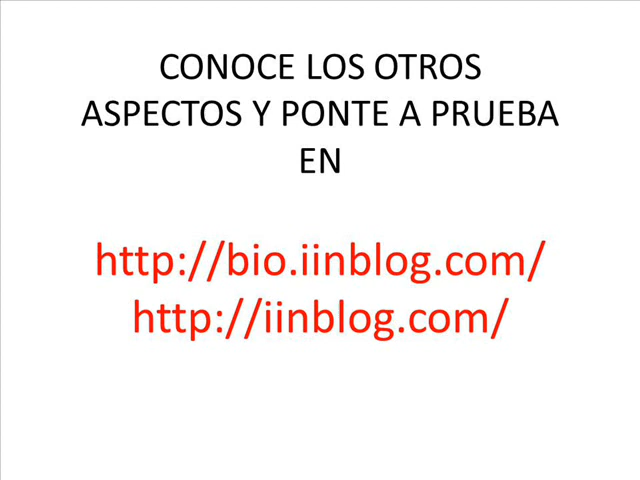 CONOCE LOS OTROS
ASPECTOS Y PONTE A PRUEBA
EN
http://bio.iinblog.com/
http://iinblog.com/